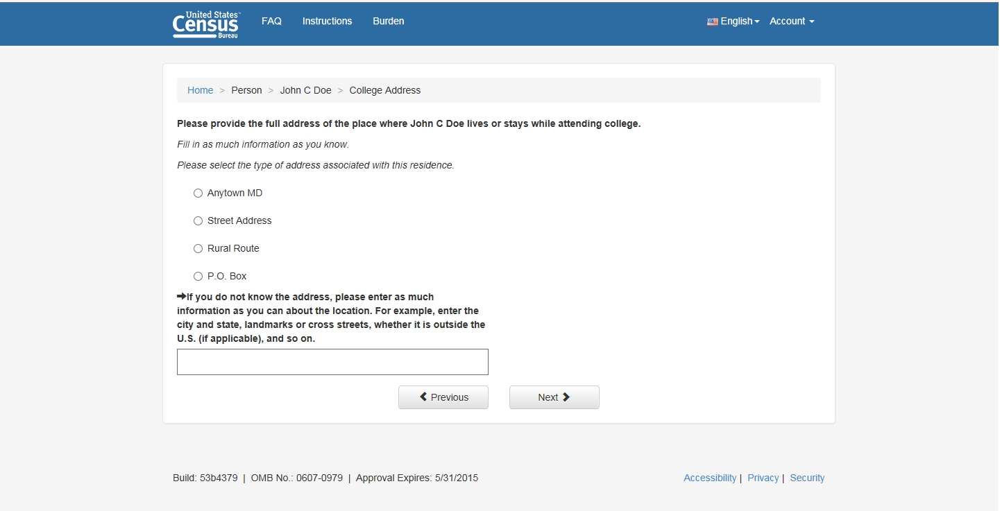 United States™
Census
Bureau
FAQ Instructions Burden English Account
Home > Person > John C Doe > College Address
Please provide the full address of the place where John C Doe lives or stays while attending college.
Fill in as much information as you know.
Please select the type of address associated with this residence.
Anytown MD
Street Address
Rural Route
P.O. Box
➔If you do not know the address, please enter as much
information as you can about the location. For example, enter the
city and state, landmarks or cross streets, whether it is outside the
U.S. (if applicable), and so on.
Previous Next
Build: 53b4379 | OMB No.: 0607-0979 | Approval Expires: 5/31/2015 Accessibility | Privacy | Security